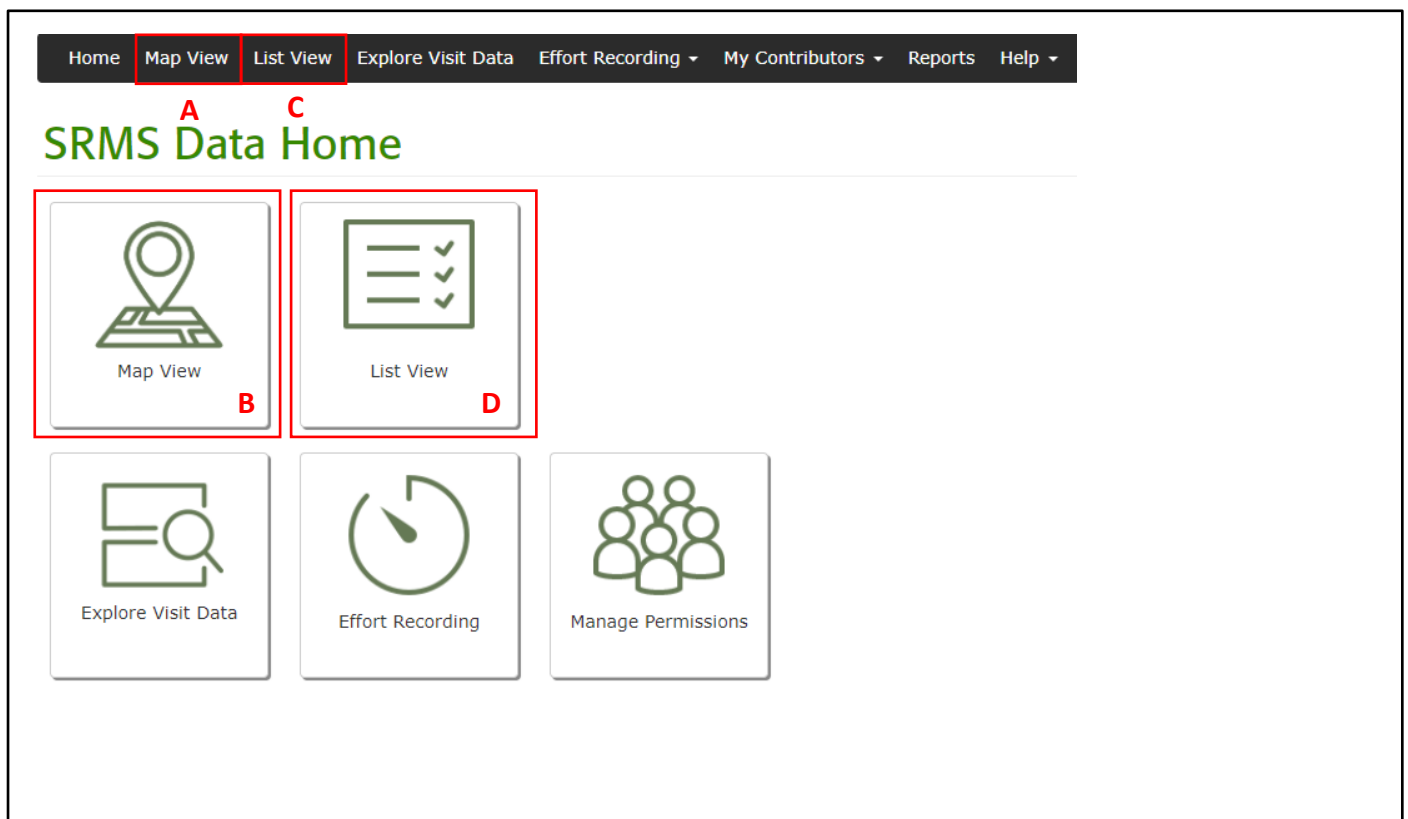 Home Map View List View Explore Visit Data Effort Recording My Contributors Reports Help
A C
SRMS Data Home
Map View List View
B D
Explore Visit Data Effort Recording Manage Permissions